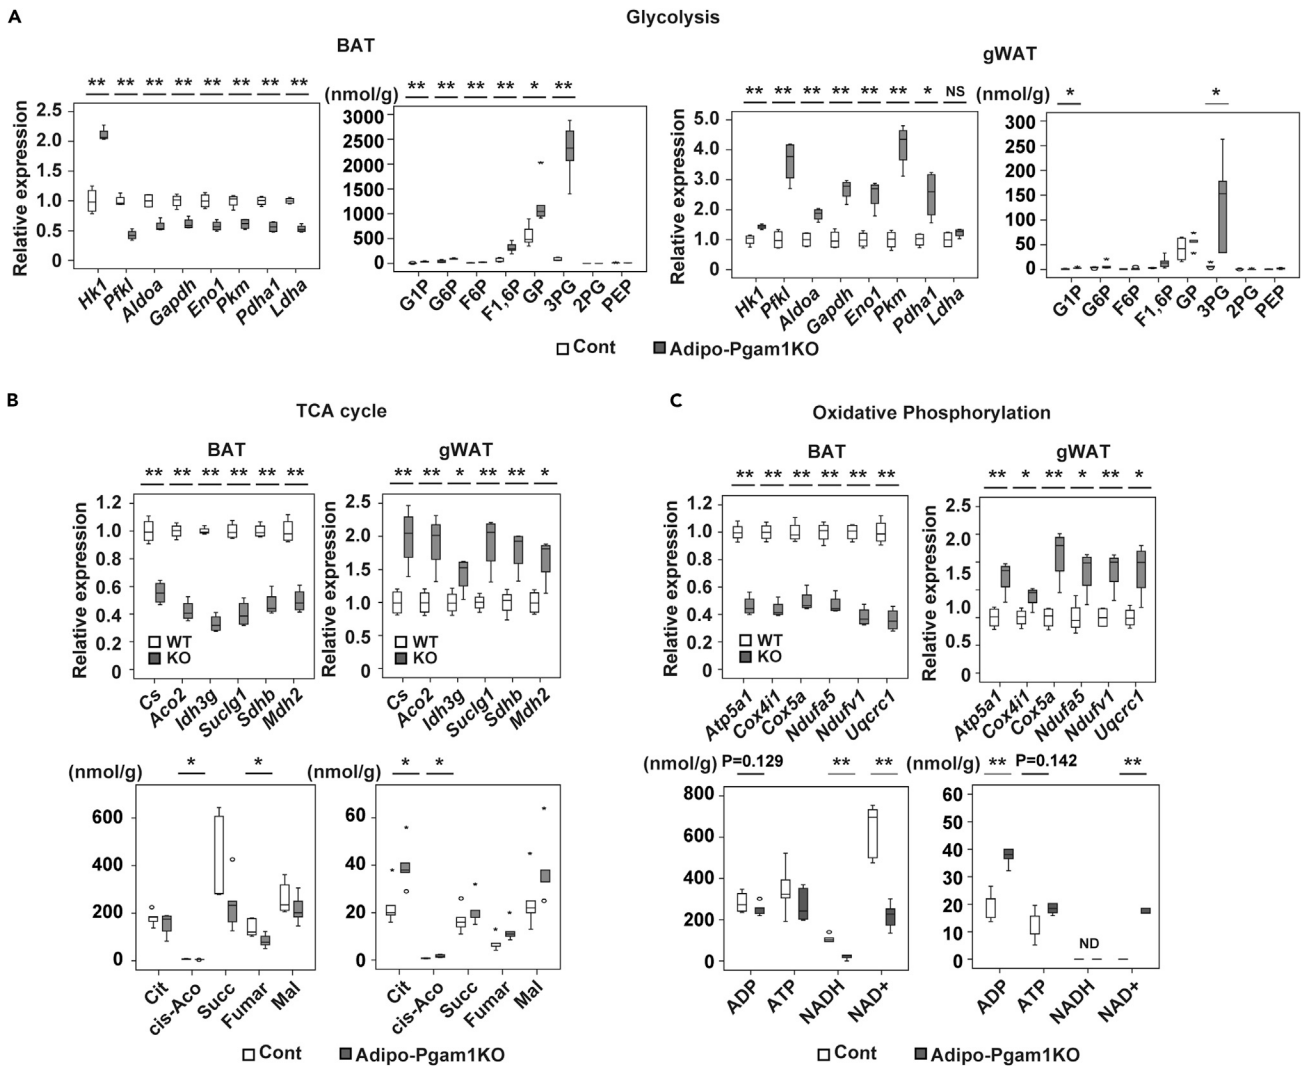 A
Glycolysis
BAT
gWAT
** ** ** ** ** ** ** **
(nmol/g) ** ** ** ** * **
** ** ** ** ** ** * NS
(nmol/g) * *
Relative expression
2.5
2.0
1.5
1.0
0.5
0
Hk1 Pfkl Aldoa Gapdh Eno1 Pkm Pdha1 Ldha
3000
2500
2000
1500
1000
500
0
G1P G6P F6P F1,6P GP 3PG 2PG PEP
Relative expression
5.0
4.0
3.0
2.0
1.0
0
Hk1 Pfkl Aldoa Gapdh Eno1 Pkm Pdha1 Ldha
300
250
200
150
100
50
0
G1P G6P F6P F1,6P GP 3PG 2PG PEP
Cont Adipo-Pgam1KO
B
TCA cycle
BAT
gWAT
** ** ** ** ** **
** ** * ** ** *
Relative expression
1.2
1.0
0.8
0.6
0.4
0.2
0
WT
KO
Cs Aco2 Idh3g Suclg1 Sdhb Mdh2
Relative expression
2.5
2.0
1.5
1.0
0.5
0
WT
KO
Cs Aco2 Idh3g Suclg1 Sdhb Mdh2
(nmol/g) * *
600
400
200
0
Cit cis-Aco Succ Fumar Mal
(nmol/g) * *
60
40
20
0
Cit cis-Aco Succ Fumar Mal
Cont Adipo-Pgam1KO
C
Oxidative Phosphorylation
BAT
gWAT
** ** ** ** ** **
** * ** * ** *
Relative expression
1.2
1.0
0.8
0.6
0.4
0.2
0
WT
KO
Atp5a1 Cox4i1 Cox5a Ndufa5 Ndufv1 Uqcrc1
Relative expression
2.5
2.0
1.5
1.0
0.5
0
Atp5a1 Cox4i1 Cox5a Ndufa5 Ndufv1 Uqcrc1
(nmol/g) P=0.129 ** **
800
600
400
200
0
ADP ATP NADH NAD+
(nmol/g) ** P=0.142 **
60
50
40
30
20
10
0
ND
ADP ATP NADH NAD+
Cont Adipo-Pgam1KO